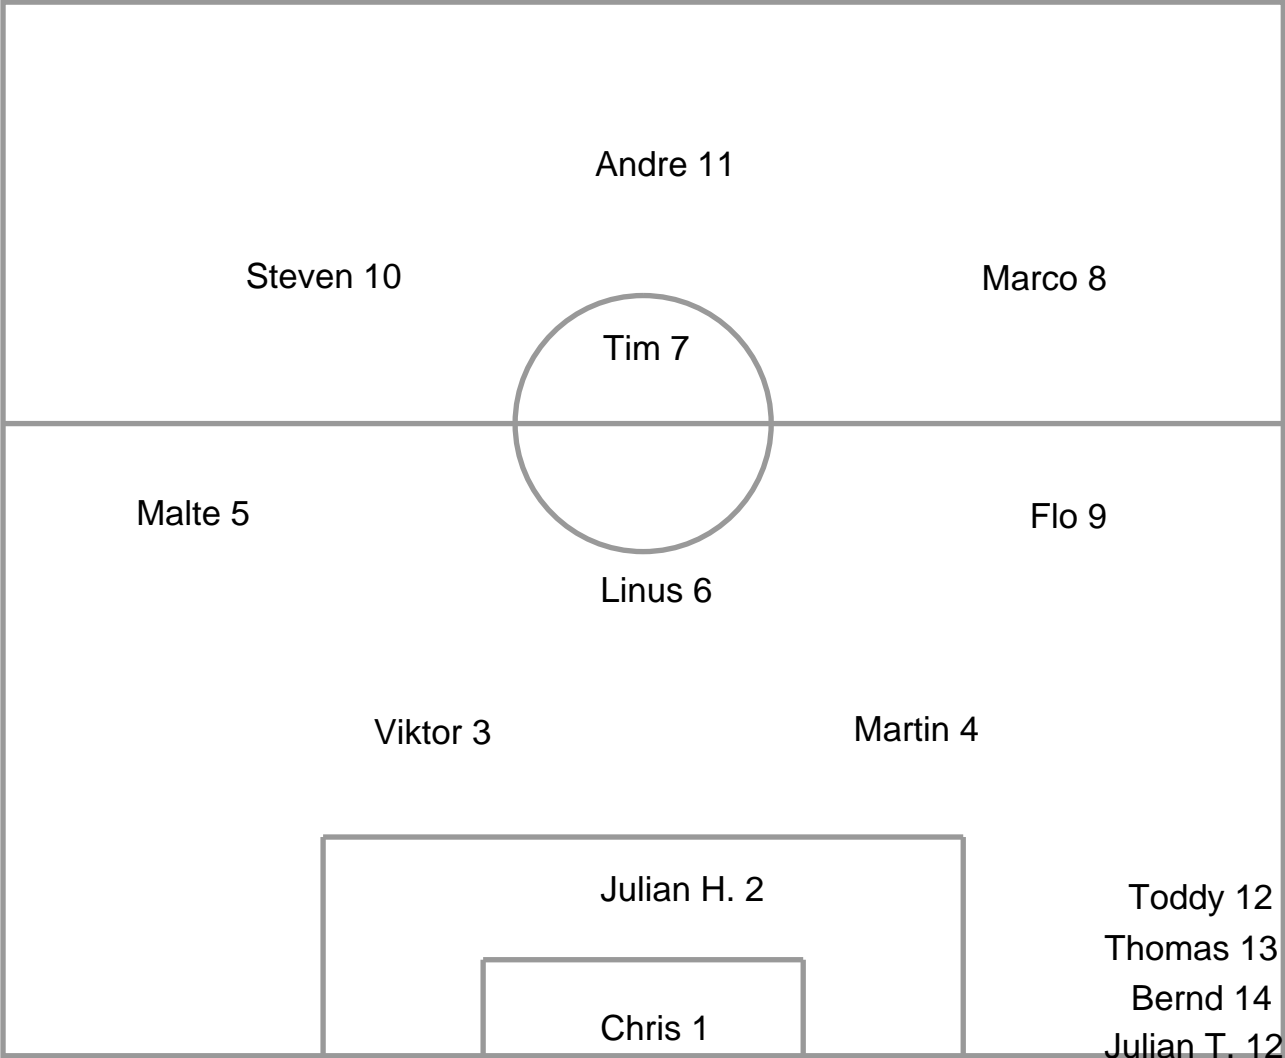 Andre 11
Steven 10
Marco 8
Tim 7
Malte 5
Flo 9
Linus 6
Viktor 3
Martin 4
Julian H. 2
Toddy 12
Thomas 13
Bernd 14
Chris 1
Julian T. 12